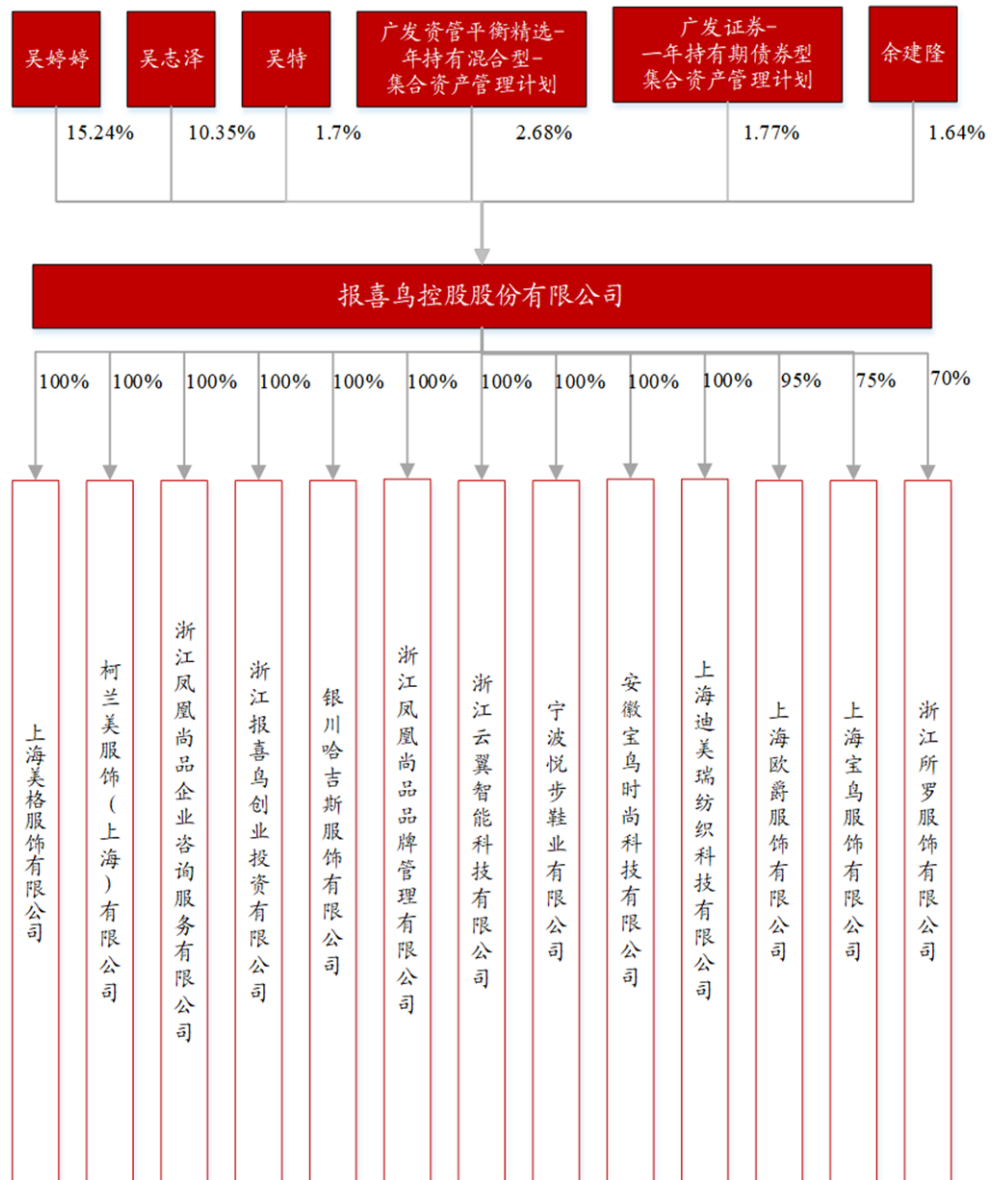 吴婷婷
吴志泽
吴特
广发资管平衡精选-
年持有混合型-
集合资产管理计划
广发证券-
一年持有期债券型
集合资产管理计划
余建隆
15.24%
10.35%
1.7%
2.68%
1.77%
1.64%
报喜鸟控股股份有限公司
100%
100%
100%
100%
100%
100%
100%
100%
100%
100%
95%
75%
70%
上海美格服饰有限公司
柯兰美服饰(上海)有限公司
浙江凤凰尚品企业咨询服务有限公司
浙江报喜鸟创业投资有限公司
银川哈吉斯服饰有限公司
浙江凤凰尚品品牌管理有限公司
浙江云翼智能科技有限公司
宁波悦步鞋业有限公司
安徽宝鸟时尚科技有限公司
上海迪美瑞纺织科技有限公司
上海欧爵服饰有限公司
上海宝鸟服饰有限公司
浙江所罗服饰有限公司